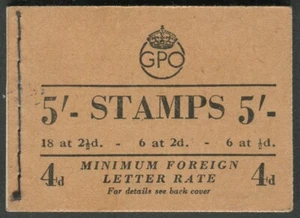 GPO
5/- STAMPS 5/-
18 at 2½d. - 6 at 2d. - 6 at ½d.
4d MINIMUM FOREIGN LETTER RATE 4d
For details see back cover